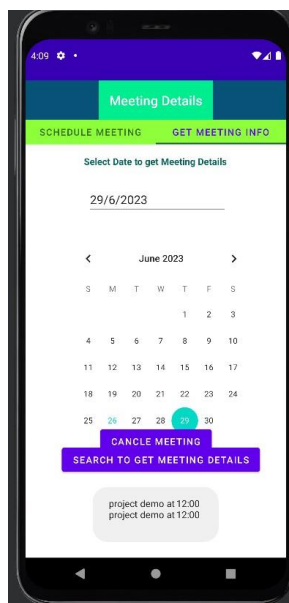 4:09
Meeting Details
SCHEDULE MEETING GET MEETING INFO
Select Date to get Meeting Details
29/6/2023
June 2023
S M T W T F S
1 2 3
4 5 6 7 8 9 10
11 12 13 14 15 16 17
18 19 20 21 22 23 24
25 26 27 28 29 30
CANCLE MEETING
SEARCH TO GET MEETING DETAILS
project demo at 12:00
project demo at 12:00